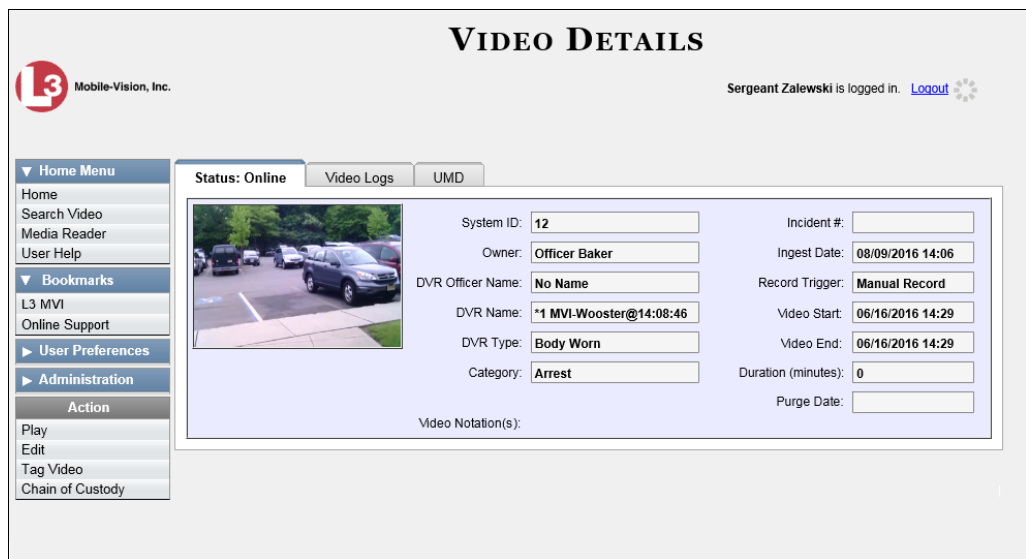 VIDEO DETAILS
L3 Mobile-Vision, Inc.
Sergeant Zalewski is logged in. Logout
▼ Home Menu
Home
Search Video
Media Reader
User Help
▼ Bookmarks
L3 MVI
Online Support
▶ User Preferences
▶ Administration
Action
Play
Edit
Tag Video
Chain of Custody
Status: Online Video Logs UMD
System ID: 12
Owner: Officer Baker
DVR Officer Name: No Name
DVR Name: *1 MVI-Wooster@14:08:46
DVR Type: Body Worn
Category: Arrest
Video Notation(s):
Incident #:
Ingest Date: 08/09/2016 14:06
Record Trigger: Manual Record
Video Start: 06/16/2016 14:29
Video End: 06/16/2016 14:29
Duration (minutes): 0
Purge Date: